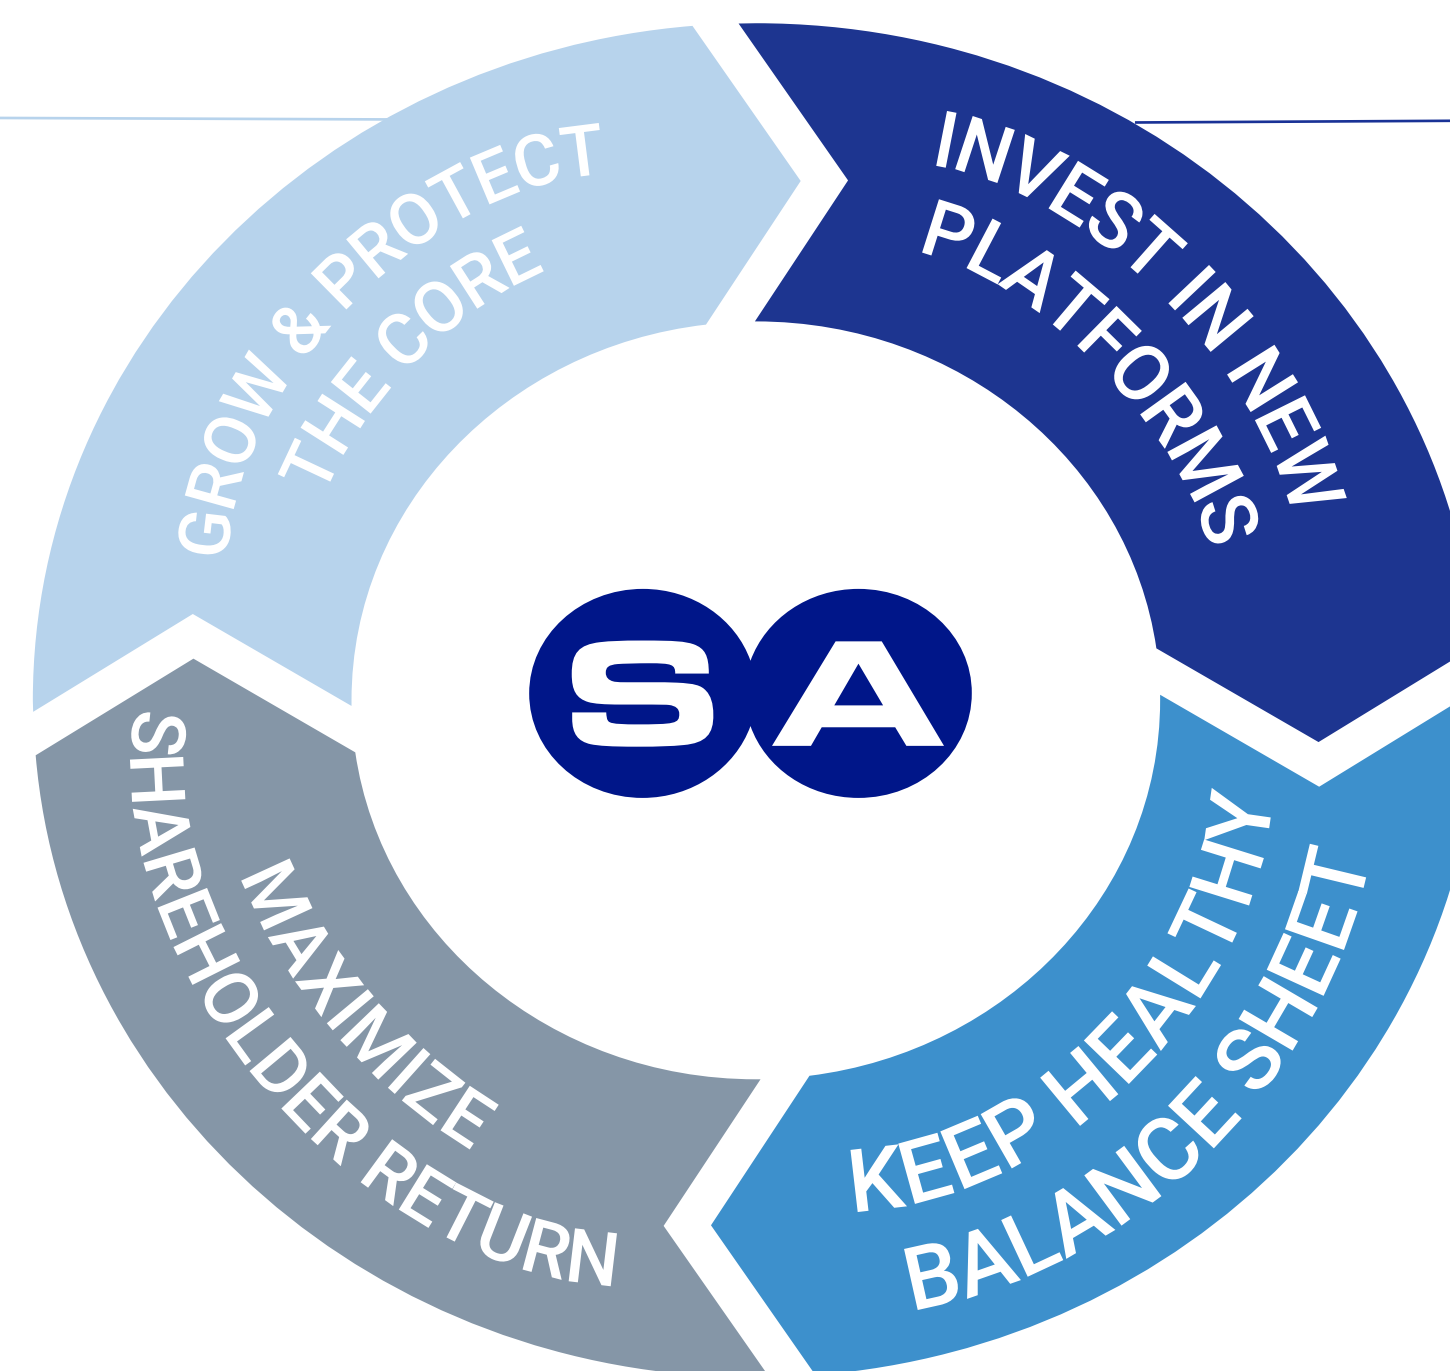 GROW & PROTECT
THE CORE
INVEST IN NEW
PLATFORMS
SA
MAXIMIZE
SHAREHOLDER RETURN
KEEP HEALTHY
BALANCE SHEET